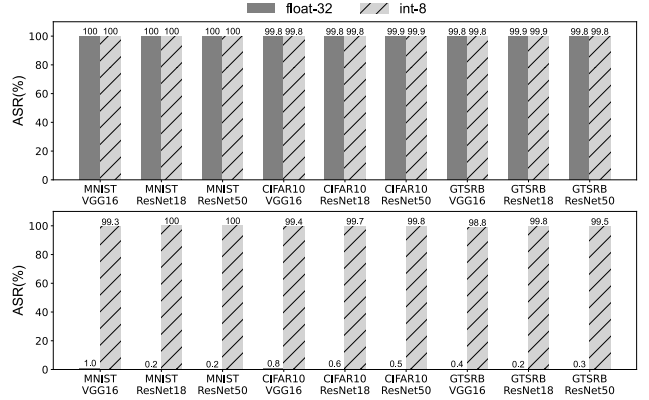 float-32 int-8
100 100 100 100 100 100 99.8 99.8 99.8 99.8 99.9 99.9 99.8 99.8 99.9 99.9 99.8 99.8
ASR(%)
100
80
60
40
20
0
MNIST MNIST MNIST CIFAR10 CIFAR10 CIFAR10 GTSRB GTSRB GTSRB
VGG16 ResNet18 ResNet50 VGG16 ResNet18 ResNet50 VGG16 ResNet18 ResNet50
99.3 100 100 99.4 99.7 99.8 98.8 99.8 99.5
ASR(%)
100
80
60
40
20
0
1.0 0.2 0.2 0.8 0.6 0.5 0.4 0.2 0.3
MNIST MNIST MNIST CIFAR10 CIFAR10 CIFAR10 GTSRB GTSRB GTSRB
VGG16 ResNet18 ResNet50 VGG16 ResNet18 ResNet50 VGG16 ResNet18 ResNet50